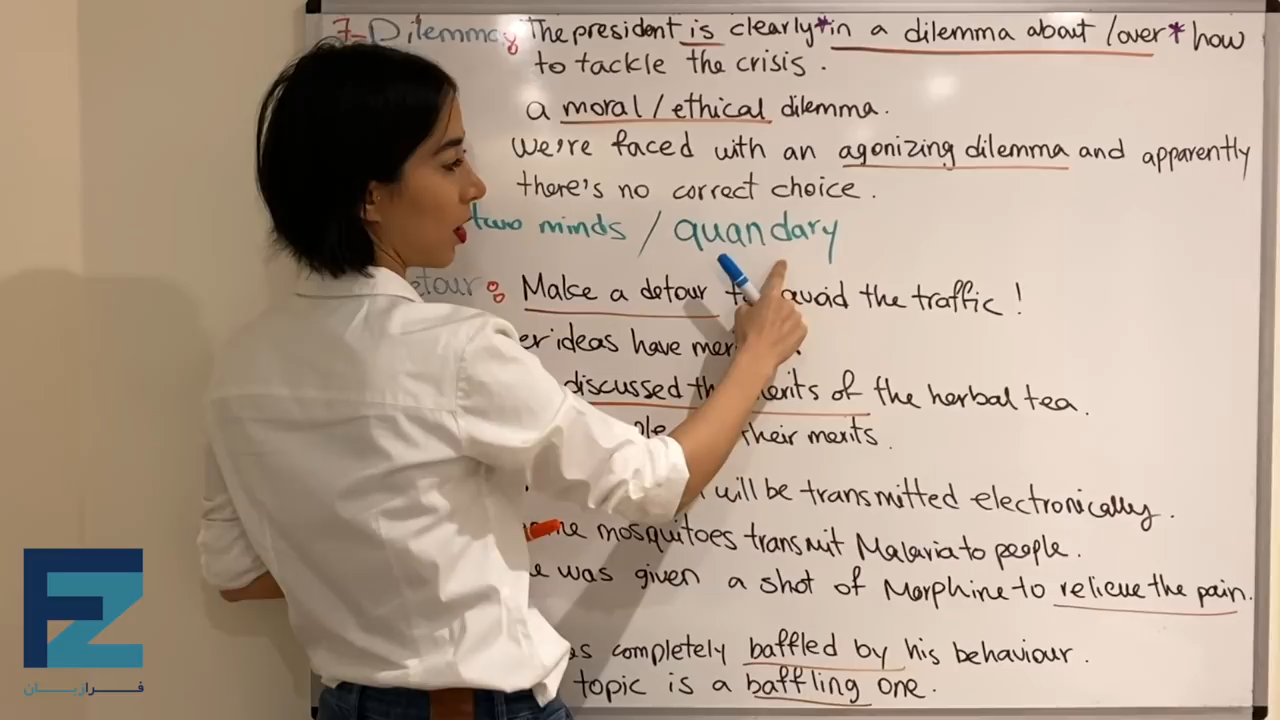 7- Dilemma: The president is clearly *in a dilemma about /over* how
to tackle the crisis.
a moral / ethical dilemma.
We're faced with an agonizing dilemma and apparently
there's no correct choice.
two minds / quandary
etour: Make a detour to avoid the traffic!
er ideas have mer
discussed th erits of the herbal tea.
their merits.
will be transmitted electronically.
mosquitoes transmit Malaria to people.
was given a shot of Morphine to relieve the pain.
completely baffled by his behaviour.
topic is a baffling one.
FZ
فرازبان